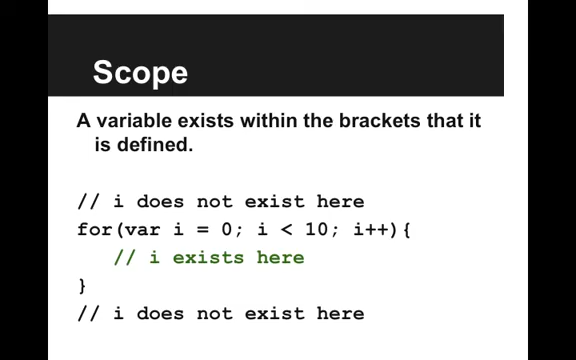 Scope
A variable exists within the brackets that it
is defined.
// i does not exist here
for(var i = 0; i < 10; i++){
// i exists here
}
// i does not exist here